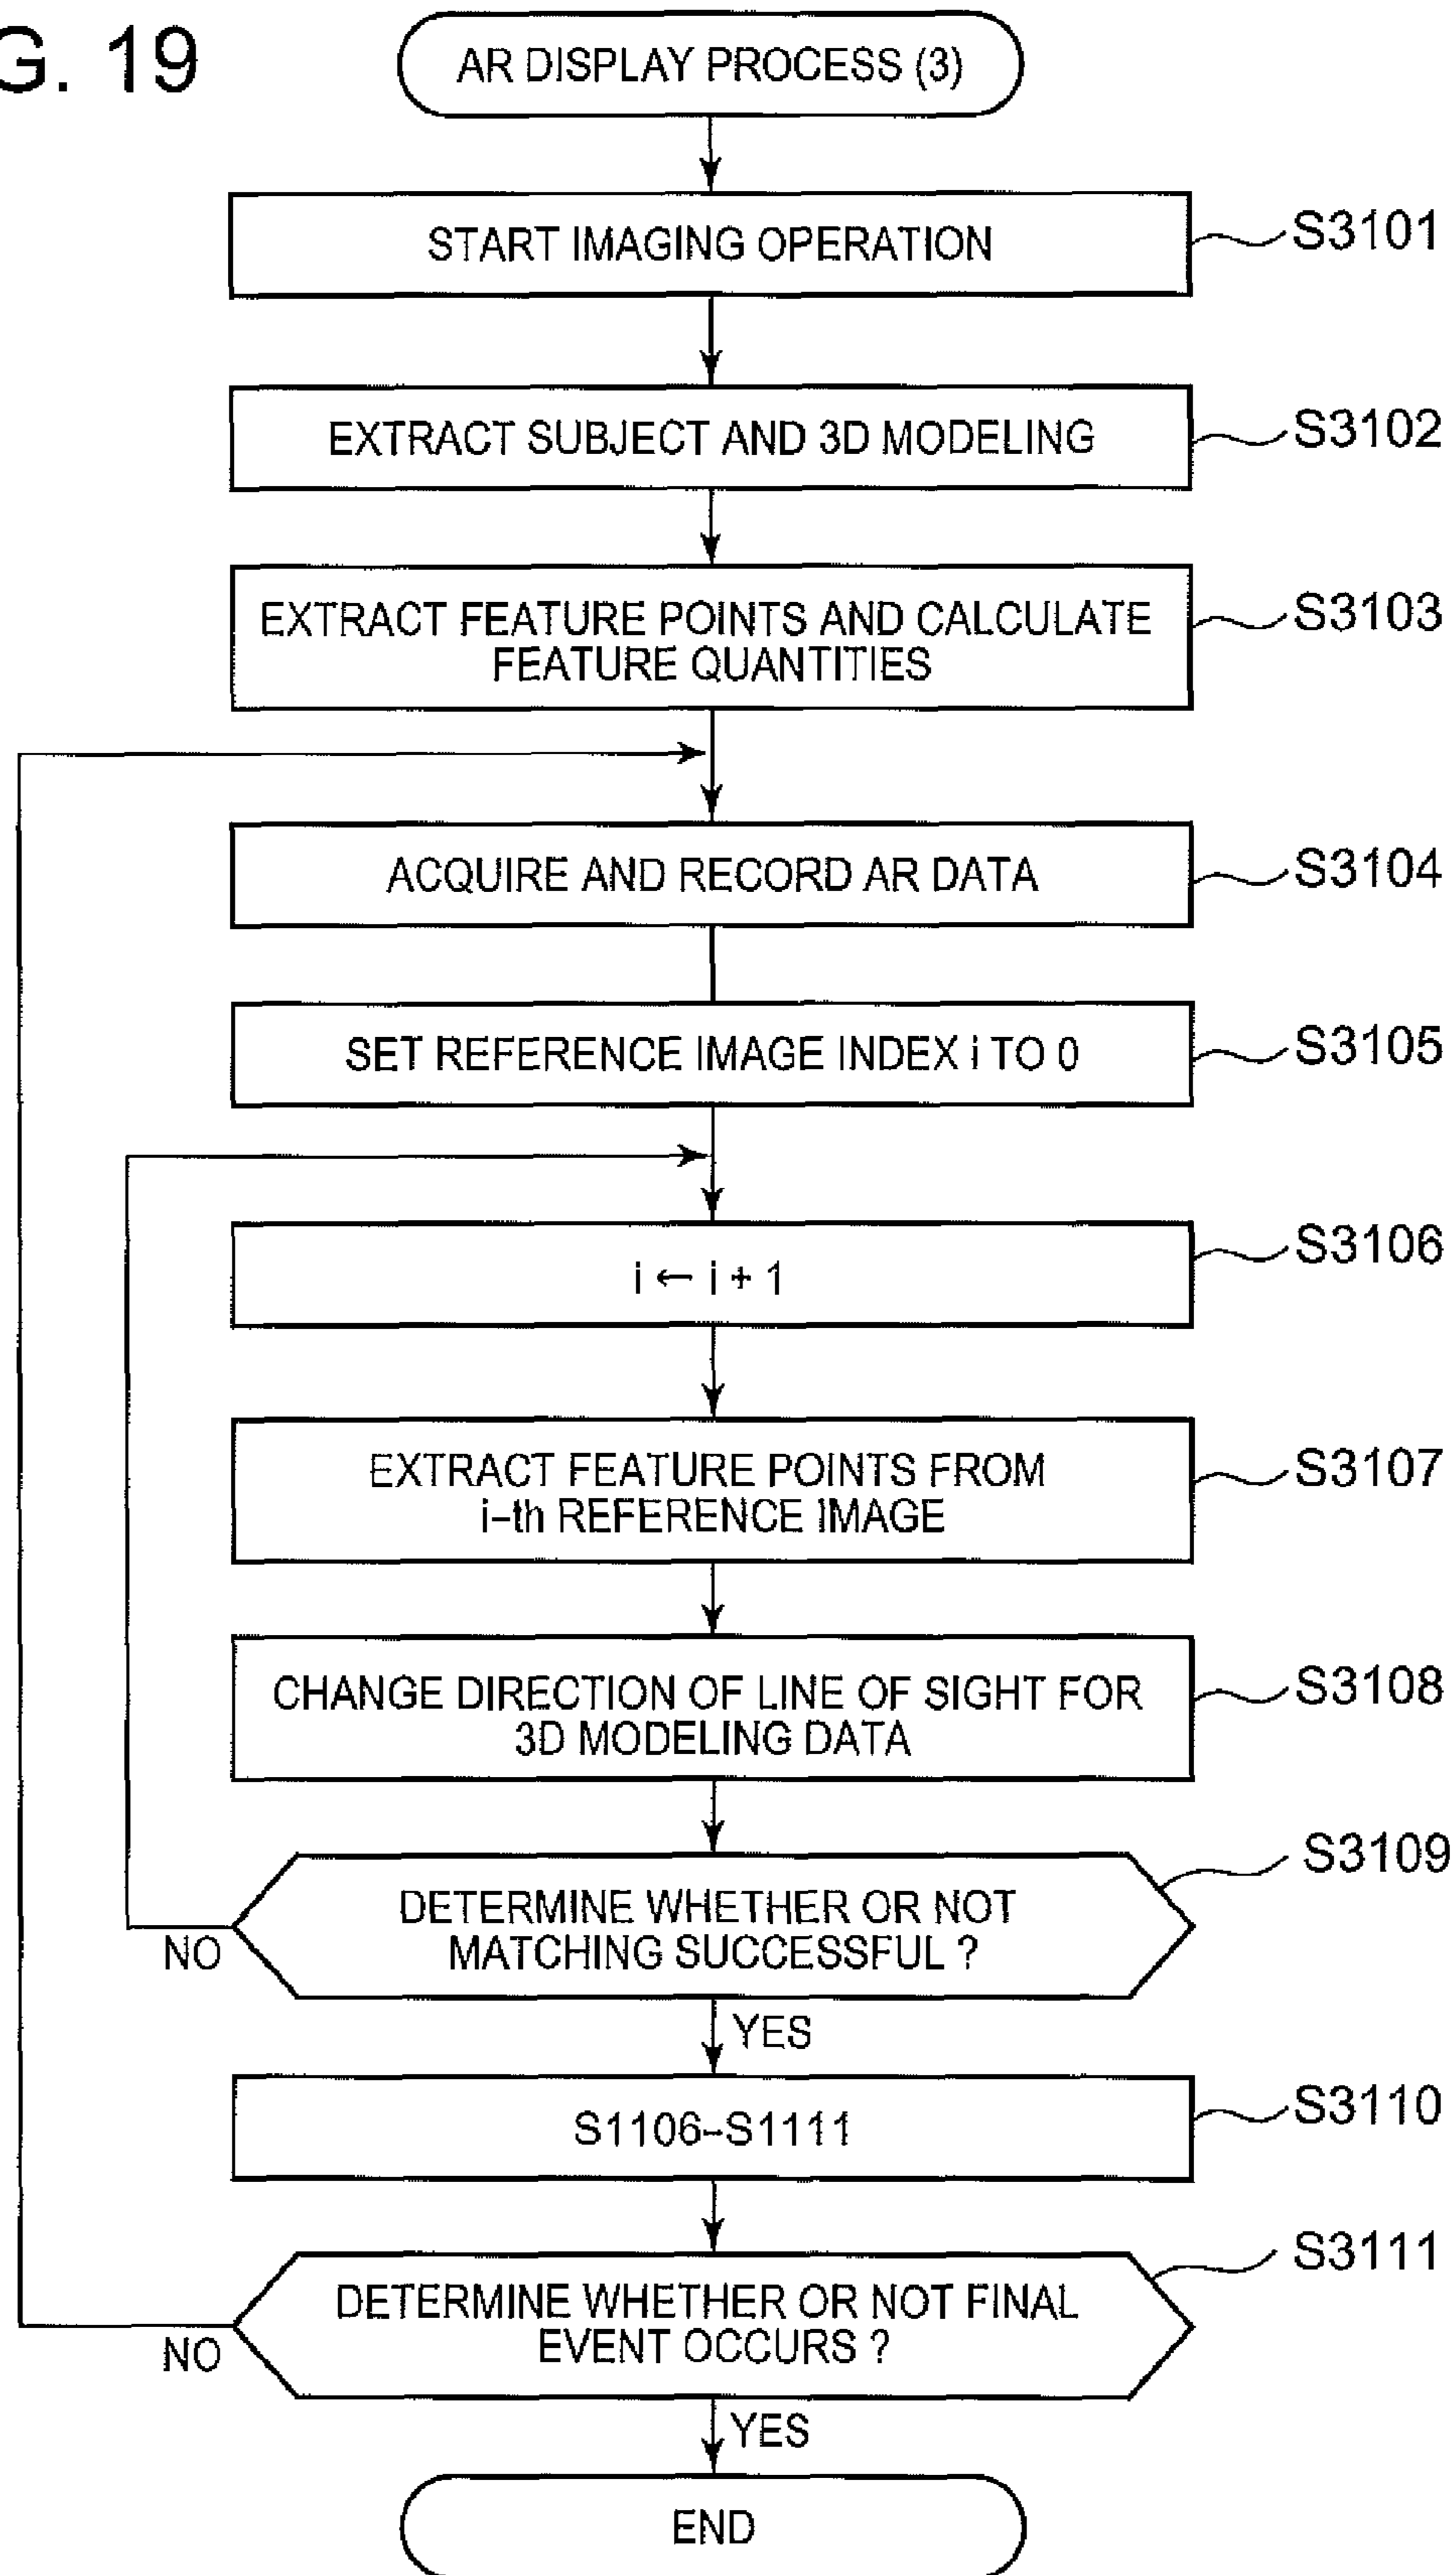 G. 19
AR DISPLAY PROCESS (3)
START IMAGING OPERATION
S3101
EXTRACT SUBJECT AND 3D MODELING
S3102
EXTRACT FEATURE POINTS AND CALCULATE
FEATURE QUANTITIES
S3103
ACQUIRE AND RECORD AR DATA
S3104
SET REFERENCE IMAGE INDEX i TO 0
S3105
i ← i + 1
S3106
EXTRACT FEATURE POINTS FROM
i-th REFERENCE IMAGE
S3107
CHANGE DIRECTION OF LINE OF SIGHT FOR
3D MODELING DATA
S3108
DETERMINE WHETHER OR NOT
MATCHING SUCCESSFUL ?
S3109
NO
YES
S1106-S1111
S3110
DETERMINE WHETHER OR NOT FINAL
EVENT OCCURS ?
S3111
NO
YES
END